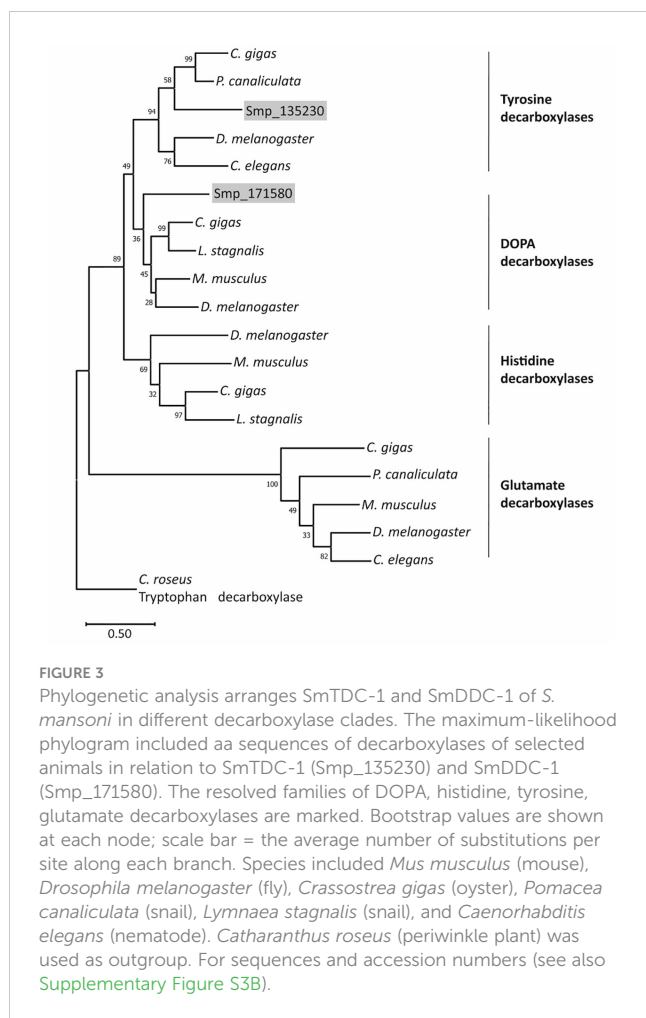 99
C. gigas
P. canaliculata
58
Smp_135230
94
D. melanogaster
76
C. elegans
Tyrosine
decarboxylases
49
Smp_171580
36
99
C. gigas
L. stagnalis
45
M. musculus
28
D. melanogaster
DOPA
decarboxylases
89
D. melanogaster
69
M. musculus
32
C. gigas
97
L. stagnalis
Histidine
decarboxylases
C. gigas
100
P. canaliculata
49
M. musculus
33
D. melanogaster
82
C. elegans
Glutamate
decarboxylases
C. roseus
Tryptophan decarboxylase
0.50
FIGURE 3
Phylogenetic analysis arranges SmTDC-1 and SmDDC-1 of S.
mansoni in different decarboxylase clades. The maximum-likelihood
phylogram included aa sequences of decarboxylases of selected
animals in relation to SmTDC-1 (Smp_135230) and SmDDC-1
(Smp_171580). The resolved families of DOPA, histidine, tyrosine,
glutamate decarboxylases are marked. Bootstrap values are shown
at each node; scale bar = the average number of substitutions per
site along each branch. Species included Mus musculus (mouse),
Drosophila melanogaster (fly), Crassostrea gigas (oyster), Pomacea
canaliculata (snail), Lymnaea stagnalis (snail), and Caenorhabditis
elegans (nematode). Catharanthus roseus (periwinkle plant) was
used as outgroup. For sequences and accession numbers (see also
Supplementary Figure S3B).